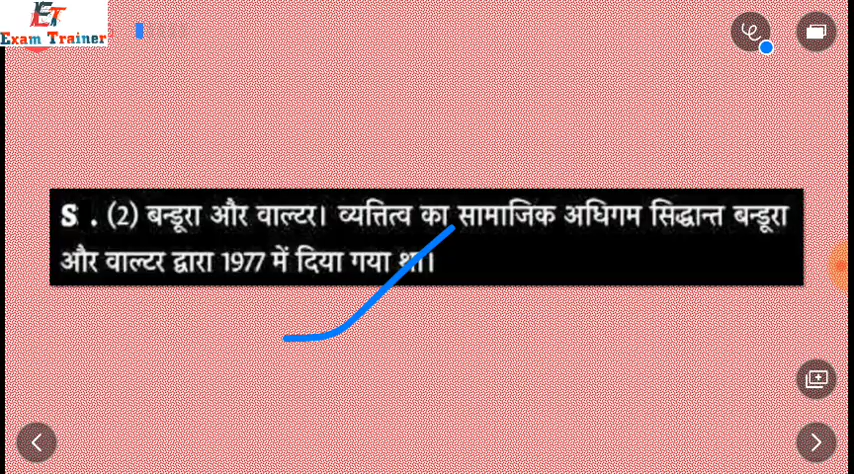 ET
Exam Trainer
S . (2) बन्डूरा और वाल्टर। व्यत्तित्व का सामाजिक अधिगम सिद्धान्त बन्डूरा
और वाल्टर द्वारा 1977 में दिया गया था।